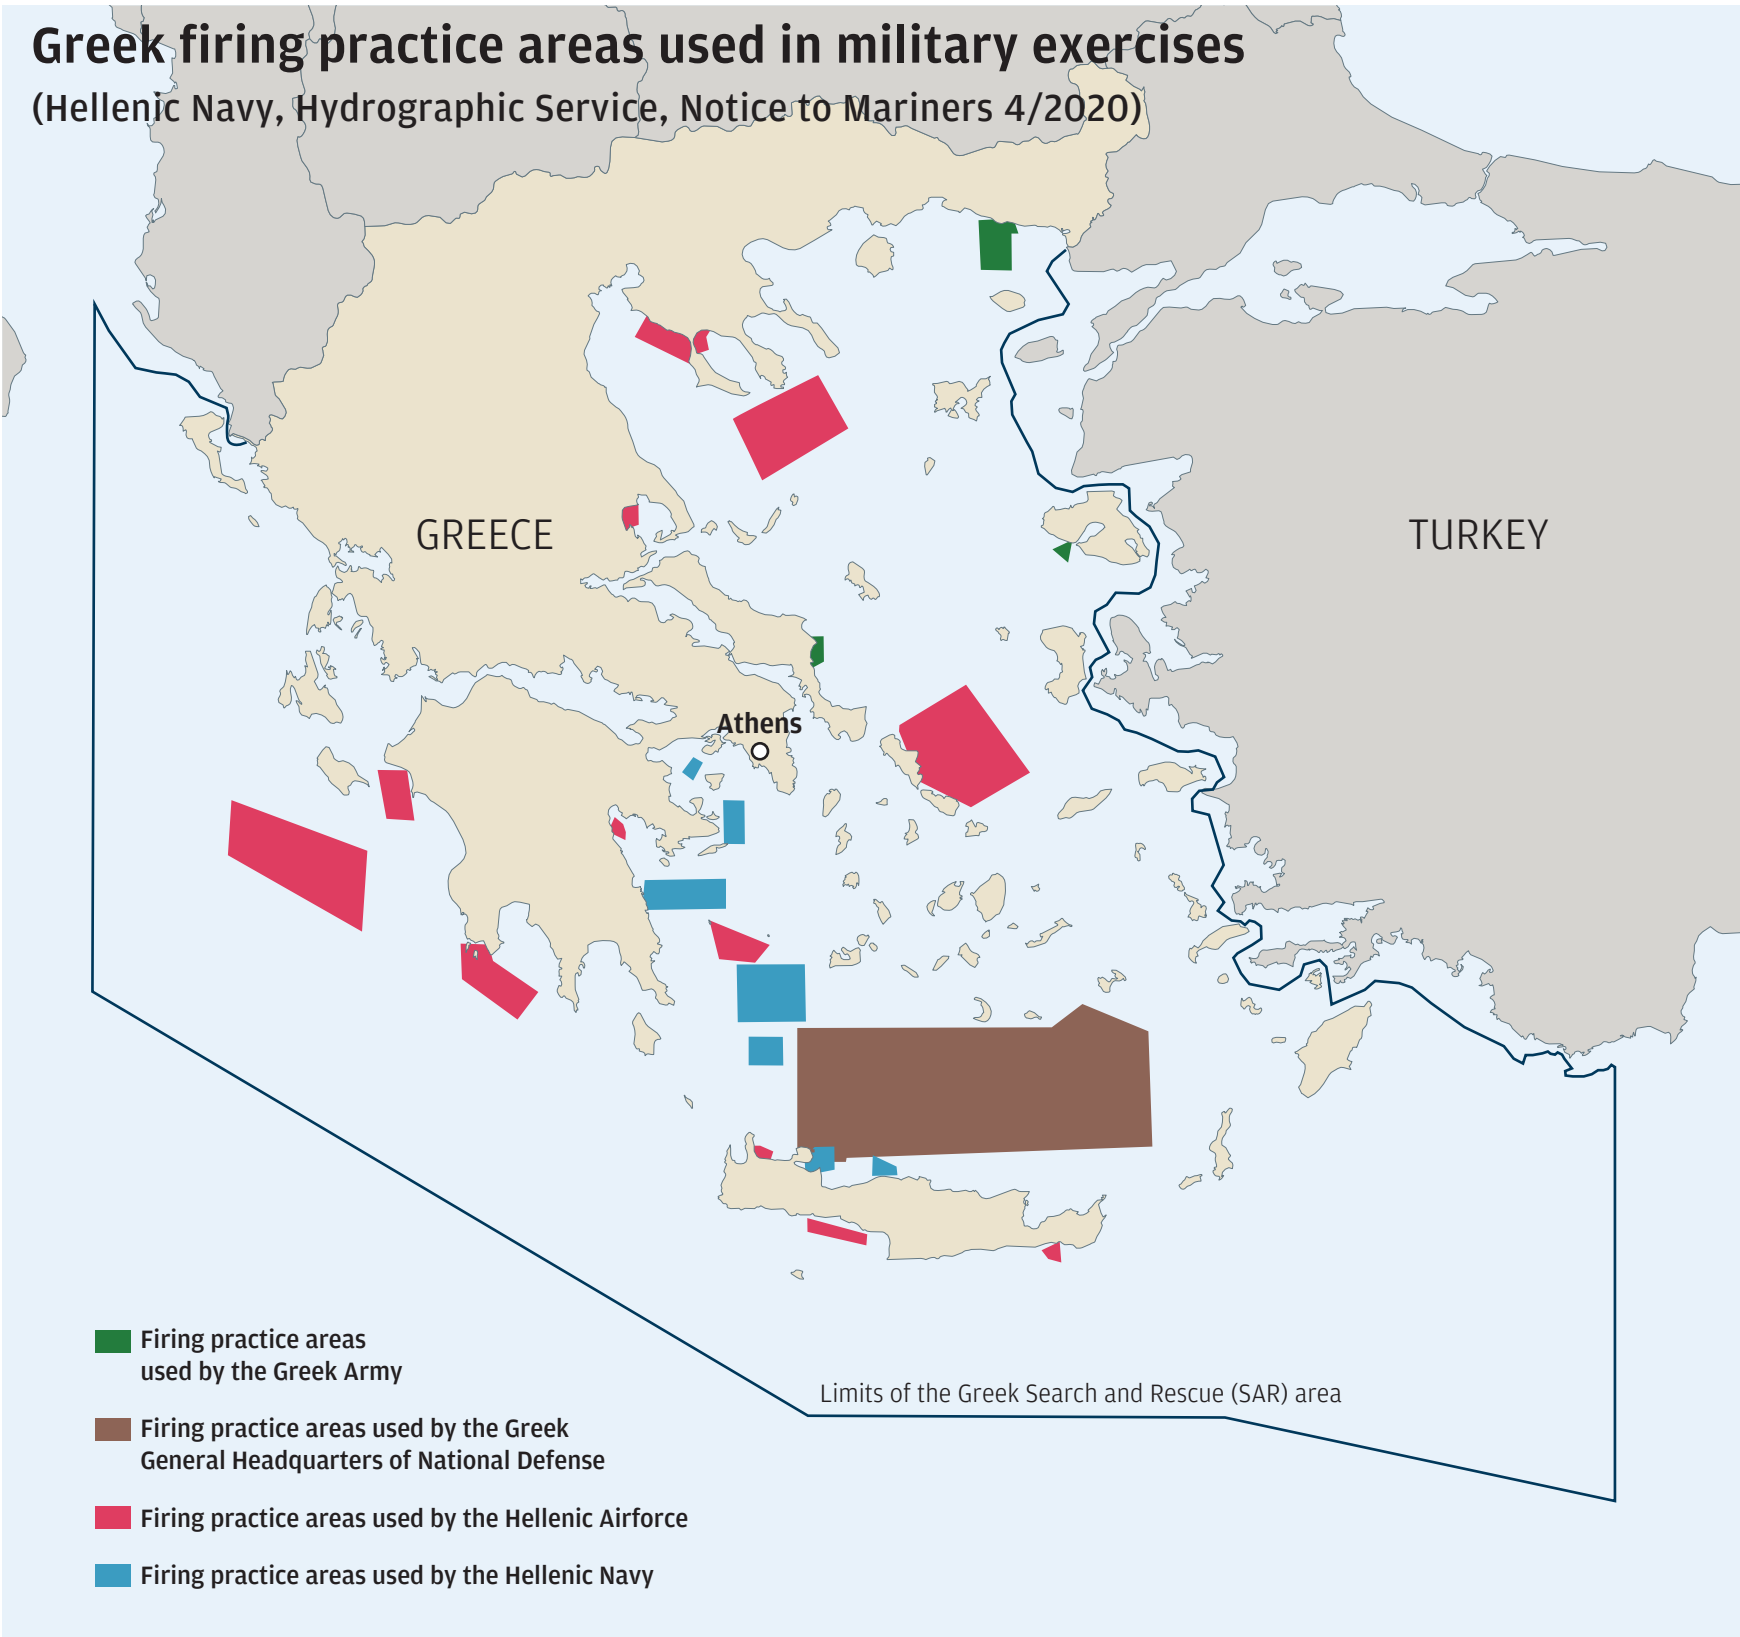 Greek firing practice areas used in military exercises
(Hellenic Navy, Hydrographic Service, Notice to Mariners 4/2020)
GREECE
TURKEY
Athens
Firing practice areas
used by the Greek Army
Limits of the Greek Search and Rescue (SAR) area
Firing practice areas used by the Greek
General Headquarters of National Defense
Firing practice areas used by the Hellenic Airforce
Firing practice areas used by the Hellenic Navy